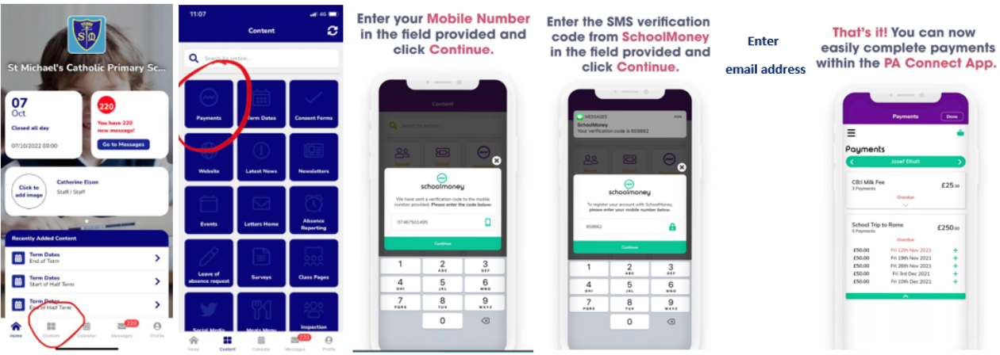 SM
St Michael's Catholic Primary Sc...
07
Oct
Closed all day
07/10/2022 00:00
220
You have 220
new message!
Go to Messages
Click to
add image
Catherine Elson
Staff / Staff
Recently Added Content
Term Dates
End of Term
Term Dates
Start of Half Term
Term Dates
End of Half Term
Home
Content
Calendar
220
Messages
Profile
11:07
4G
Content
Search for section...
Payments
Term Dates
Consent Forms
Website
Latest News
Newsletters
Events
Letters Home
Absence
Reporting
Leave of
absence request
Surveys
Class Pages
Social Media
Meals Menu
Inspection
Home
Content
Calendar
220
Messages
Profile
Enter your Mobile Number
in the field provided and
click Continue.
Content
schoolmoney
We have sent a verification code to the mobile
number provided. Please enter the code below:
07467501495
Continue
1
2
ABC
3
DEF
4
GHI
5
JKL
6
MNO
7
PQRS
8
TUV
9
WXYZ
0
Enter the SMS verification
code from SchoolMoney
in the field provided and
click Continue.
MESSAGES
now
SchoolMoney
Your verification code is 859882
schoolmoney
To register your account with SchoolMoney,
please enter your mobile number below.
859882
Continue
1
2
ABC
3
DEF
4
GHI
5
JKL
6
MNO
7
PQRS
8
TUV
9
WXYZ
0
Enter
email address
That's it! You can now
easily complete payments
within the PA Connect App.
Payments
Done
Payments
Josef Elliott
CB:I Milk Fee
3 Payments
£25.00
Overdue
School Trip to Rome
5 Payments
£250.00
Overdue
£50.00 Fri 12th Nov 2021 +
£50.00 Fri 19th Nov 2021 +
£50.00 Fri 26th Nov 2021 +
£50.00 Fri 3rd Dec 2021 +
£50.00 Fri 10th Dec 2021 +